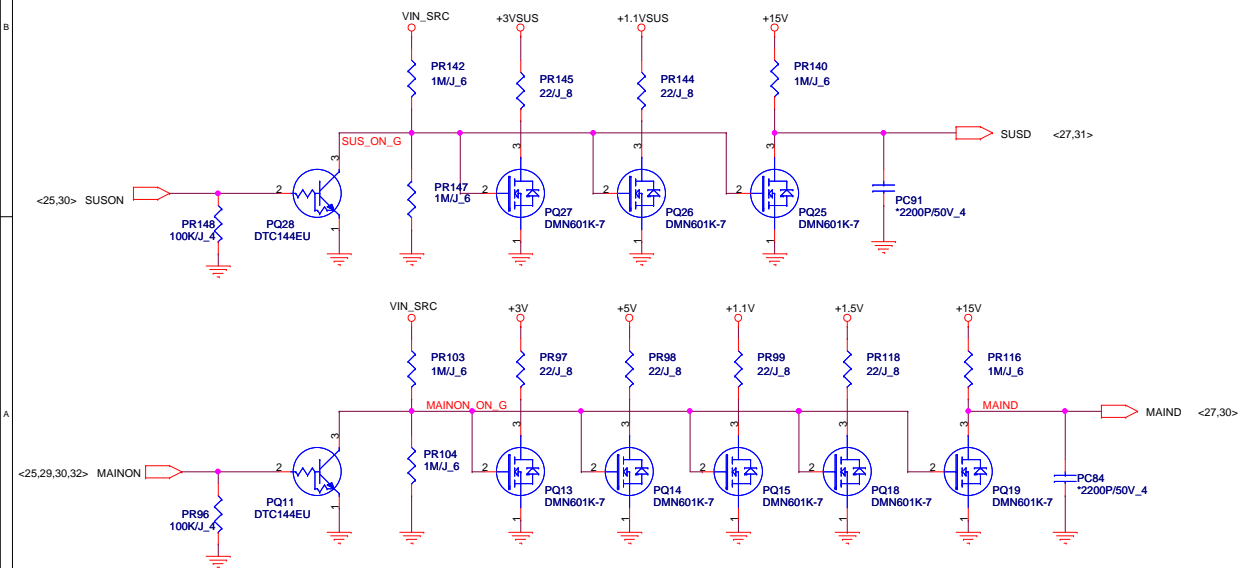 B
VIN_SRC
+3VSUS
+1.1VSUS
+15V
PR142
1M/J_6
PR145
22/J_8
PR144
22/J_8
PR140
1M/J_6
SUS_ON_G
3
3
3
3
SUSD <27,31>
<25,30> SUSON
2
2
2
2
PR147
1M/J_6
PR148
100K/J_4
PQ28
DTC144EU
PQ27
DMN601K-7
PQ26
DMN601K-7
PQ25
DMN601K-7
PC91
*2200P/50V_4
1
1
1
1
VIN_SRC
+3V
+5V
+1.1V
+1.5V
+15V
PR103
1M/J_6
PR97
22/J_8
PR98
22/J_8
PR99
22/J_8
PR118
22/J_8
PR116
1M/J_6
A
MAINON_ON_G
MAIND
MAIND <27,30>
3
3
3
3
3
3
<25,29,30,32> MAINON
2
2
2
2
2
2
PR104
1M/J_6
PR96
100K/J_4
PQ11
DTC144EU
PQ13
DMN601K-7
PQ14
DMN601K-7
PQ15
DMN601K-7
PQ18
DMN601K-7
PQ19
DMN601K-7
PC84
*2200P/50V_4
1
1
1
1
1
1